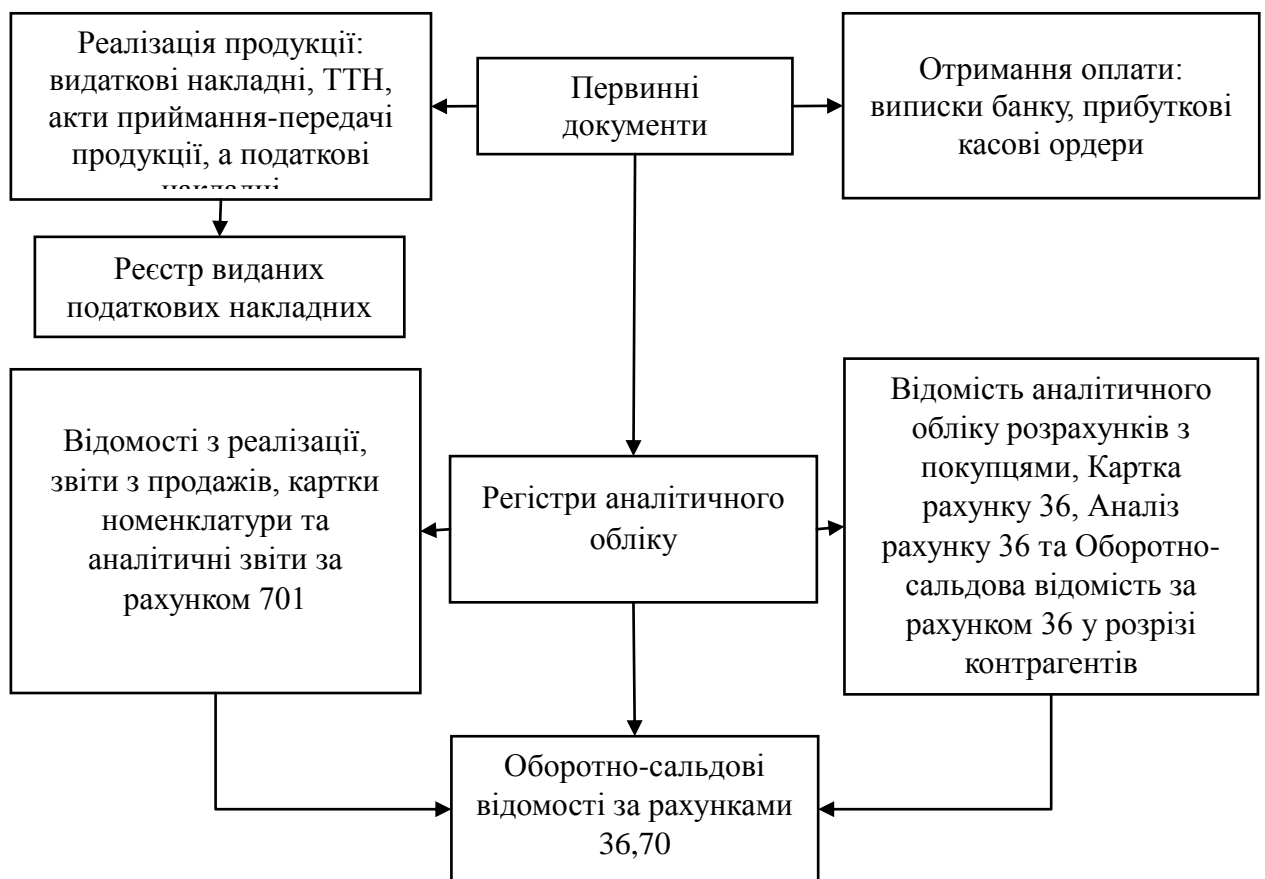 Реалізація продукції:
видаткові накладні, ТТН,
акти приймання-передачі
продукції, а податкові
Первинні
документи
Отримання оплати:
виписки банку, прибуткові
касові ордери
Реєстр виданих
податкових накладних
Відомості з реалізації,
звіти з продажів, картки
номенклатури та
аналітичні звіти за
рахунком 701
Регістри аналітичного
обліку
Відомість аналітичного
обліку розрахунків з
покупцями, Картка
рахунку 36, Аналіз
рахунку 36 та Оборотно-
сальдова відомість за
рахунком 36 у розрізі
контрагентів
Оборотно-сальдові
відомості за рахунками
36,70